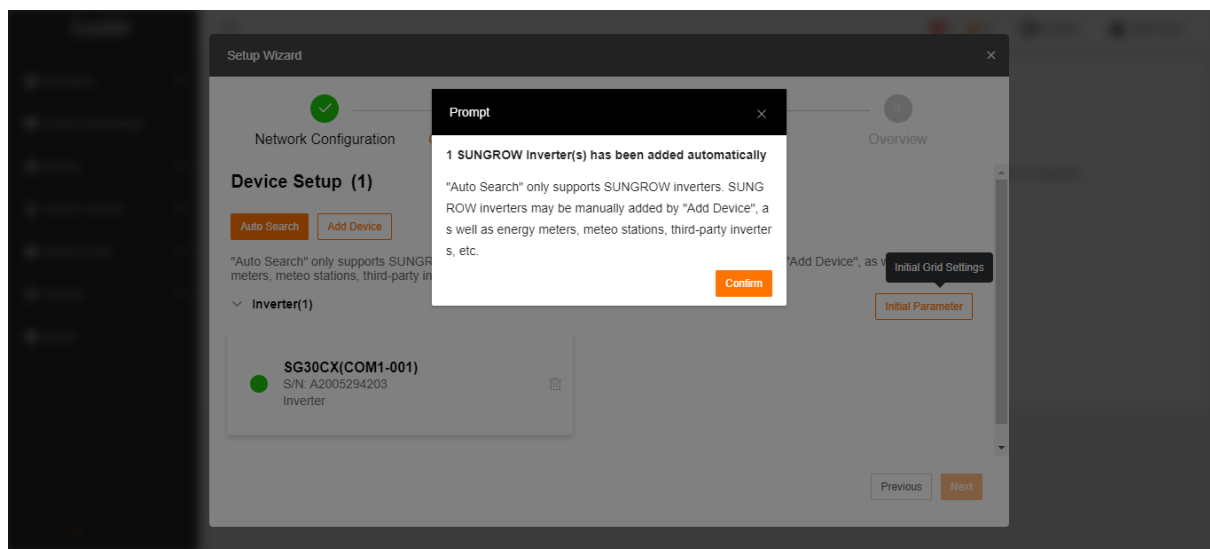 Setup Wizard
Network Configuration
4
Overview
Prompt
1 SUNGROW Inverter(s) has been added automatically
"Auto Search" only supports SUNGROW inverters. SUNG
ROW inverters may be manually added by "Add Device", a
s well as energy meters, meteo stations, third-party inverter
s, etc.
Confirm
Device Setup (1)
Auto Search
Add Device
"Auto Search" only supports SUNGR
"Add Device", as
meters, meteo stations, third-party in
Initial Grid Settings
Inverter(1)
Initial Parameter
SG30CX(COM1-001)
S/N: A2005294203
Inverter
Previous
Next